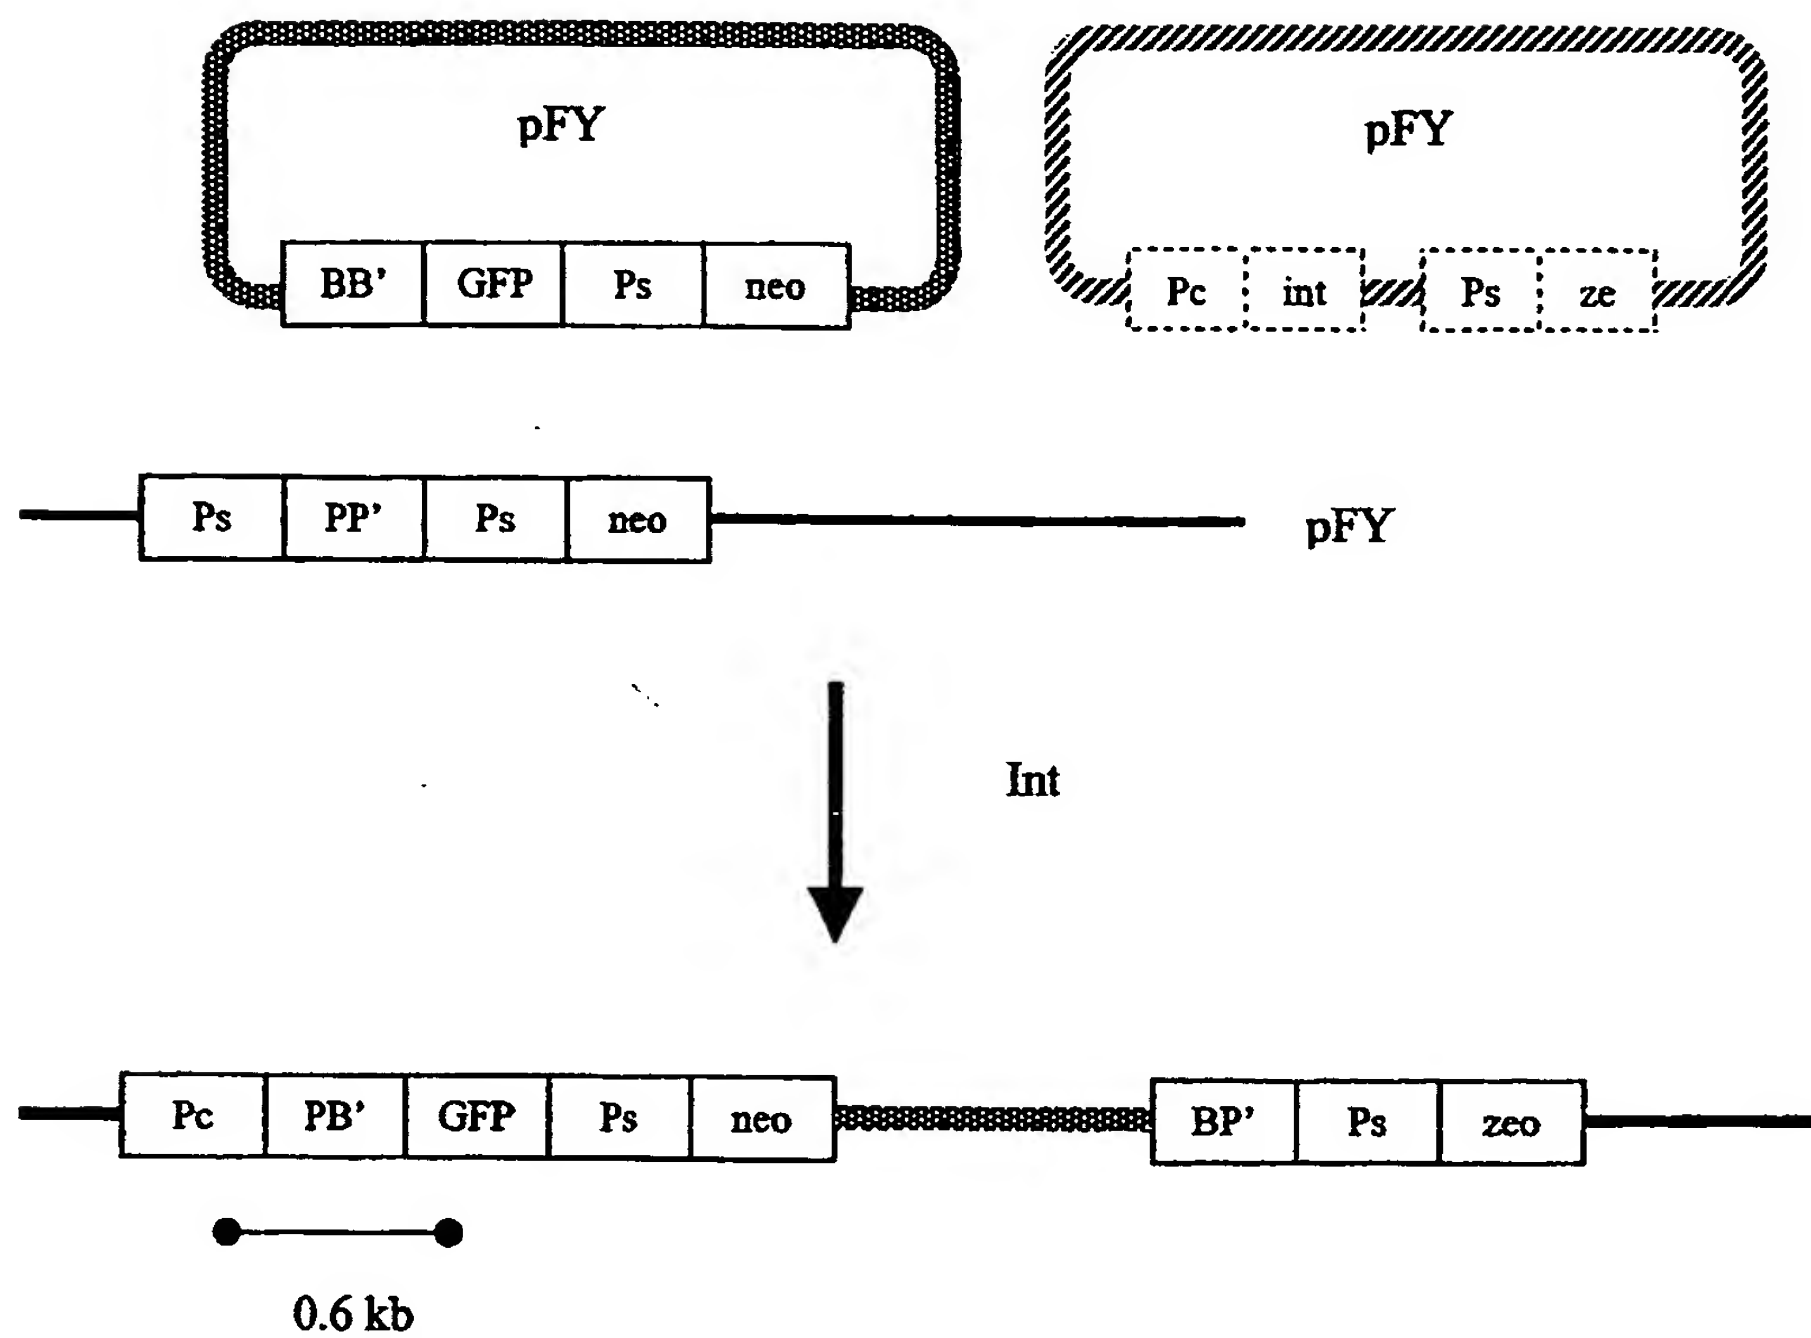 pFY pFY
BB' GFP Ps neo Pc int Ps ze
Ps PP' Ps neo pFY
Int
Pc PB' GFP Ps neo BP' Ps zeo
0.6 kb